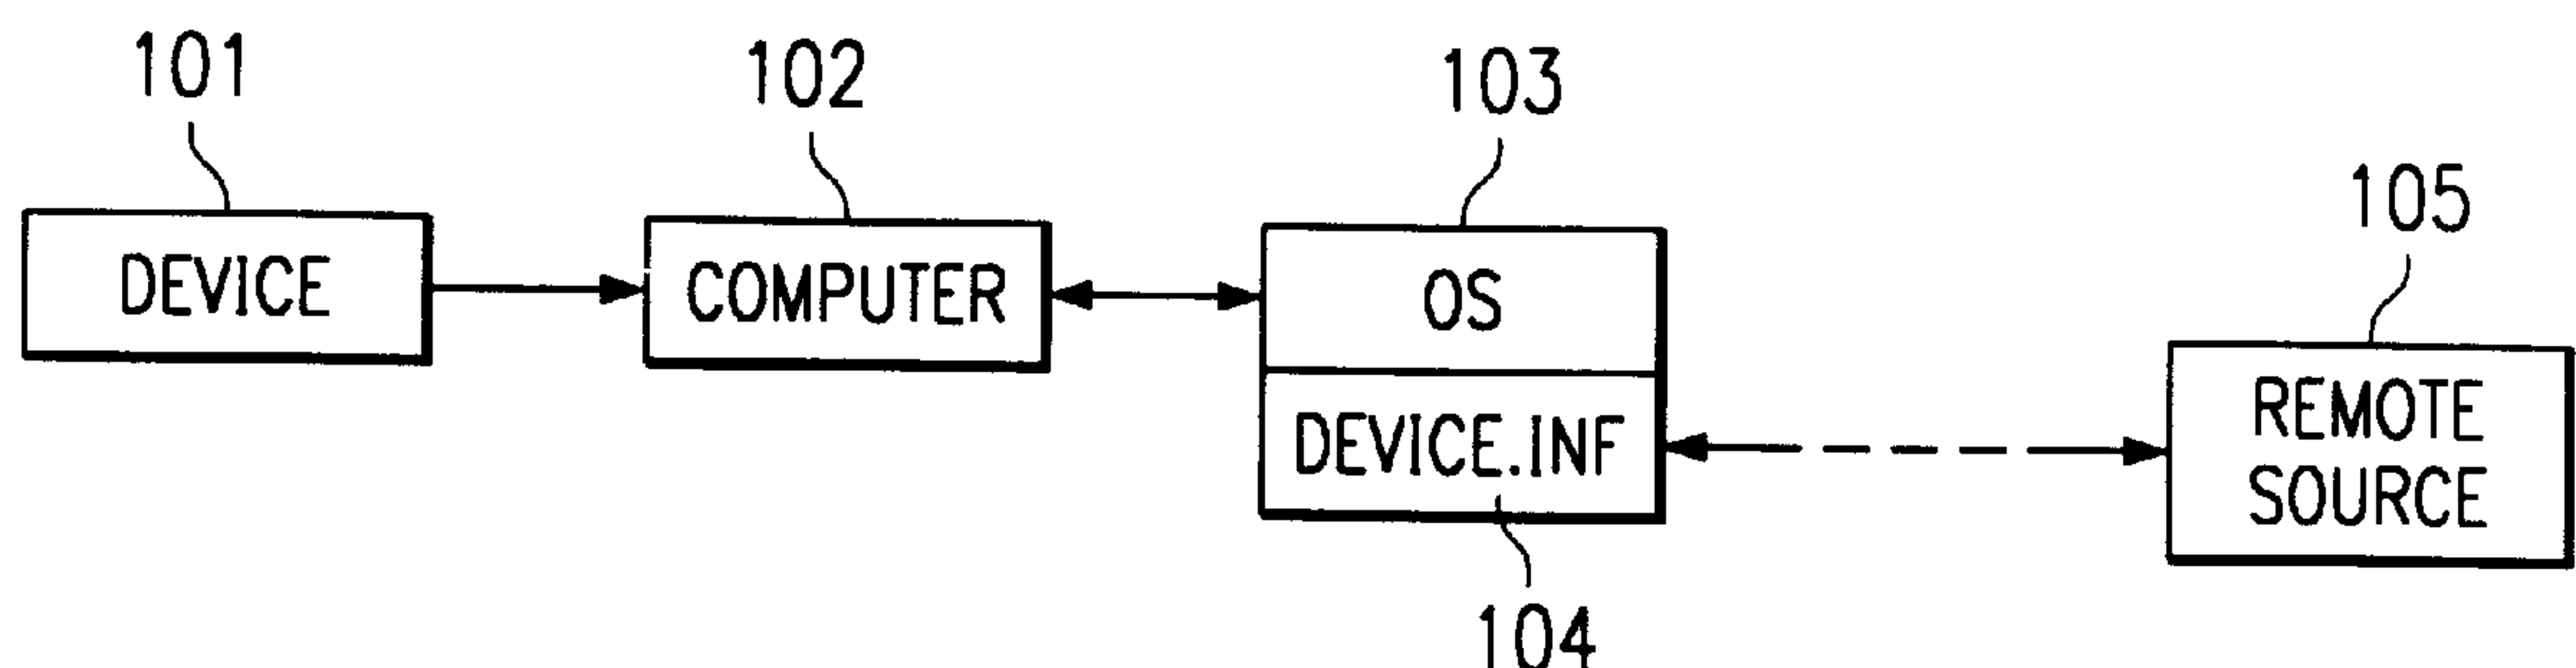 101
102
103
105
DEVICE
COMPUTER
OS
DEVICE.INF
REMOTE
SOURCE
104